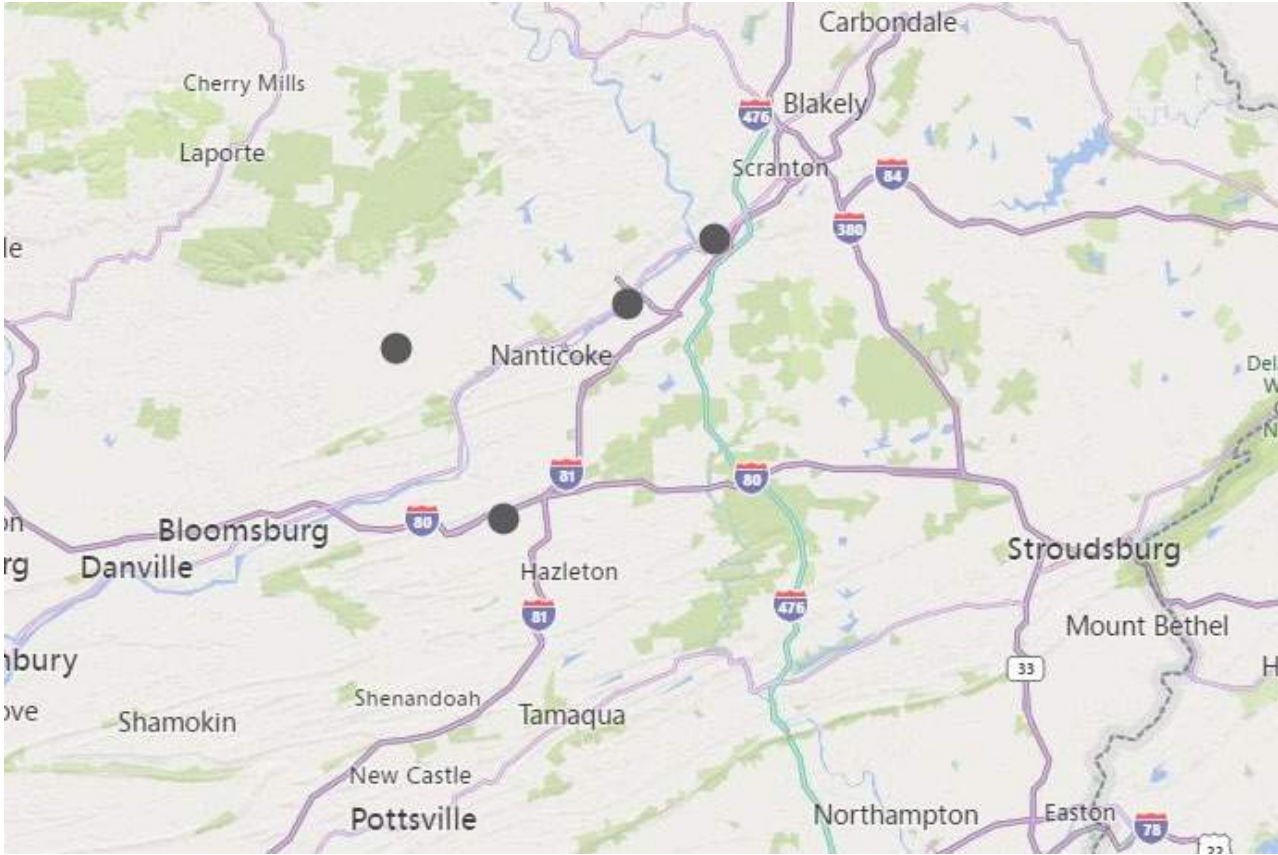 Carbondale
Cherry Mills
476
Blakely
Laporte
Scranton
84
380
le
Nanticoke
Del
W
N
81
80
80
on
Bloomsburg
Stroudsburg
rg
Danville
Hazleton
476
81
Mount Bethel
nbury
H
33
Shenandoah
ove
Shamokin
Tamaqua
New Castle
Pottsville
Northampton
Easton
78
22